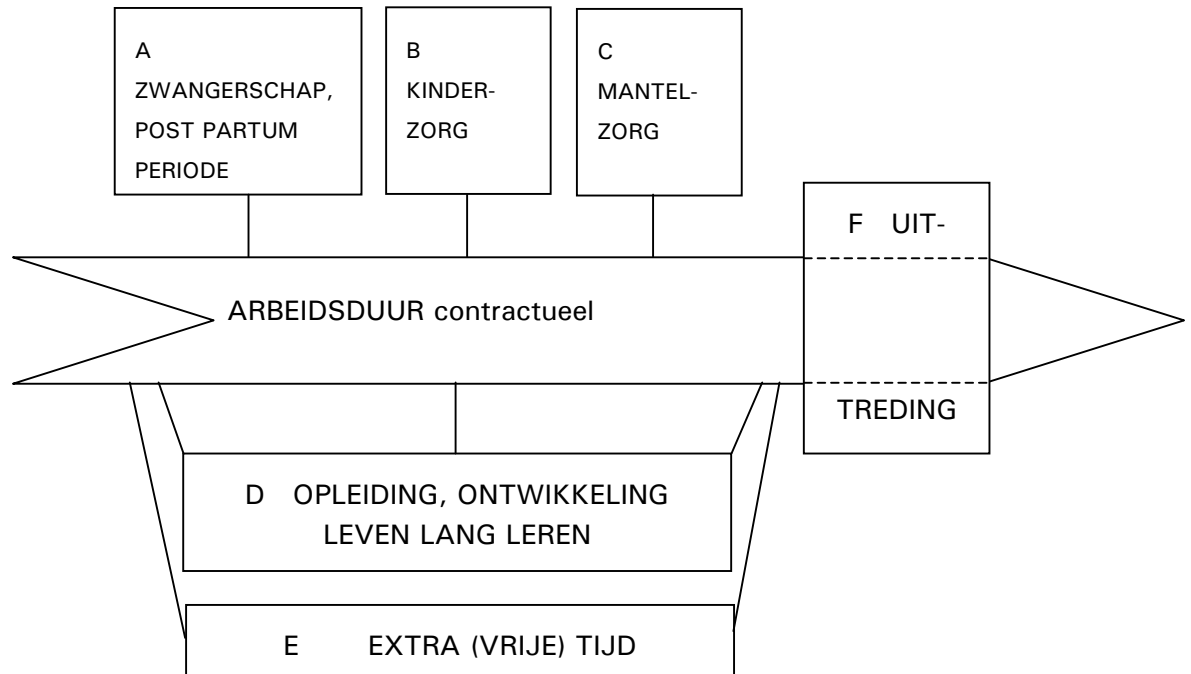 A
ZWANGERSCHAP,
POST PARTUM
PERIODE
B
KINDER-
ZORG
C
MANTEL-
ZORG
F UIT-
TREDING
ARBEIDSDUUR contractueel
D OPLEIDING, ONTWIKKELING
LEVEN LANG LEREN
E EXTRA (VRIJE) TIJD